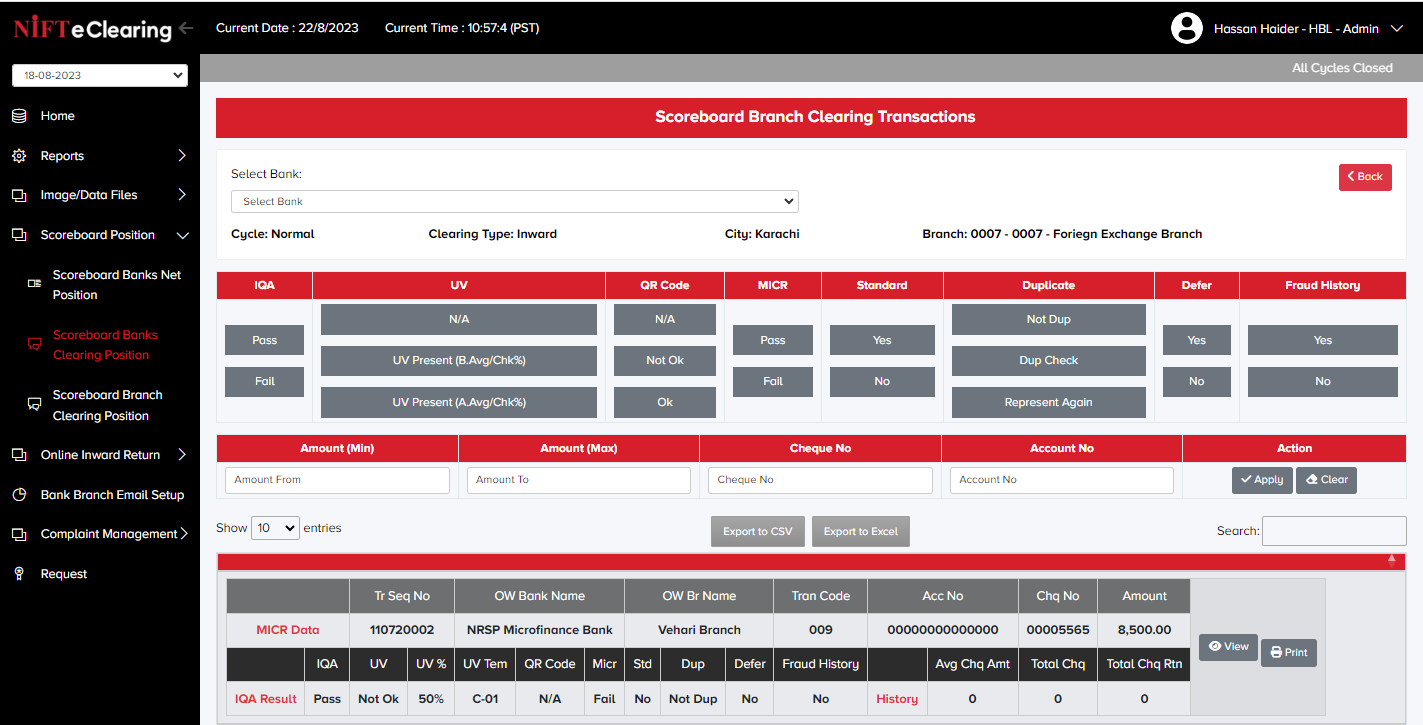 NIFT eClearing
Current Date : 22/8/2023
Current Time : 10:57:4 (PST)
Hassan Haider - HBL - Admin
18-08-2023
All Cycles Closed
Home
Reports
Image/Data Files
Scoreboard Position
Scoreboard Banks Net
Position
Scoreboard Banks
Clearing Position
Scoreboard Branch
Clearing Position
Online Inward Return
Bank Branch Email Setup
Complaint Management
Request
Scoreboard Branch Clearing Transactions
Select Bank:
Back
Select Bank
Cycle: Normal Clearing Type: Inward City: Karachi Branch: 0007 - 0007 - Foriegn Exchange Branch
IQA UV QR Code MICR Standard Duplicate Defer Fraud History
N/A N/A Not Dup
Pass Pass Yes Yes Yes
UV Present (B.Avg/Chk%) Not Ok Dup Check
Fail Fail No No No
UV Present (A.Avg/Chk%) Ok Represent Again
Amount (Min) Amount (Max) Cheque No Account No Action
Amount From Amount To Cheque No Account No Apply Clear
Show 10 entries Export to CSV Export to Excel Search:
Tr Seq No OW Bank Name OW Br Name Tran Code Acc No Chq No Amount
MICR Data 110720002 NRSP Microfinance Bank Vehari Branch 009 00000000000000 00005565 8,500.00
View Print
IQA UV UV % UV Tem QR Code Micr Std Dup Defer Fraud History Avg Chq Amt Total Chq Total Chq Rtn
IQA Result Pass Not Ok 50% C-01 N/A Fail No Not Dup No No History 0 0 0